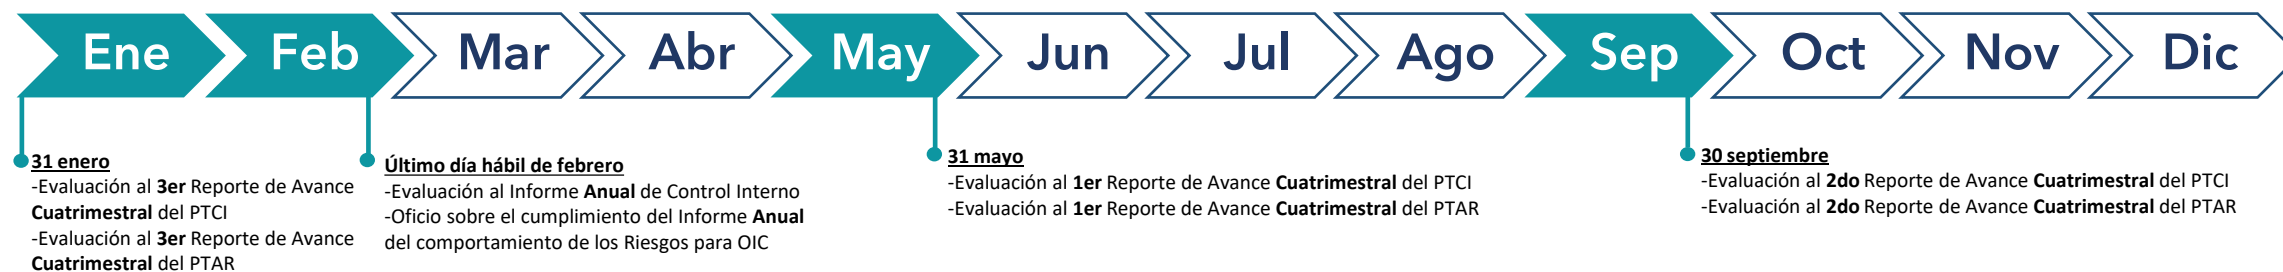 Ene Feb Mar Abr May Jun Jul Ago Sep Oct Nov Dic
31 enero
-Evaluación al 3er Reporte de Avance
Cuatrimestral del PTCI
-Evaluación al 3er Reporte de Avance
Cuatrimestral del PTAR
Último día hábil de febrero
-Evaluación al Informe Anual de Control Interno
-Oficio sobre el cumplimiento del Informe Anual
del comportamiento de los Riesgos para OIC
31 mayo
-Evaluación al 1er Reporte de Avance Cuatrimestral del PTCI
-Evaluación al 1er Reporte de Avance Cuatrimestral del PTAR
30 septiembre
-Evaluación al 2do Reporte de Avance Cuatrimestral del PTCI
-Evaluación al 2do Reporte de Avance Cuatrimestral del PTAR